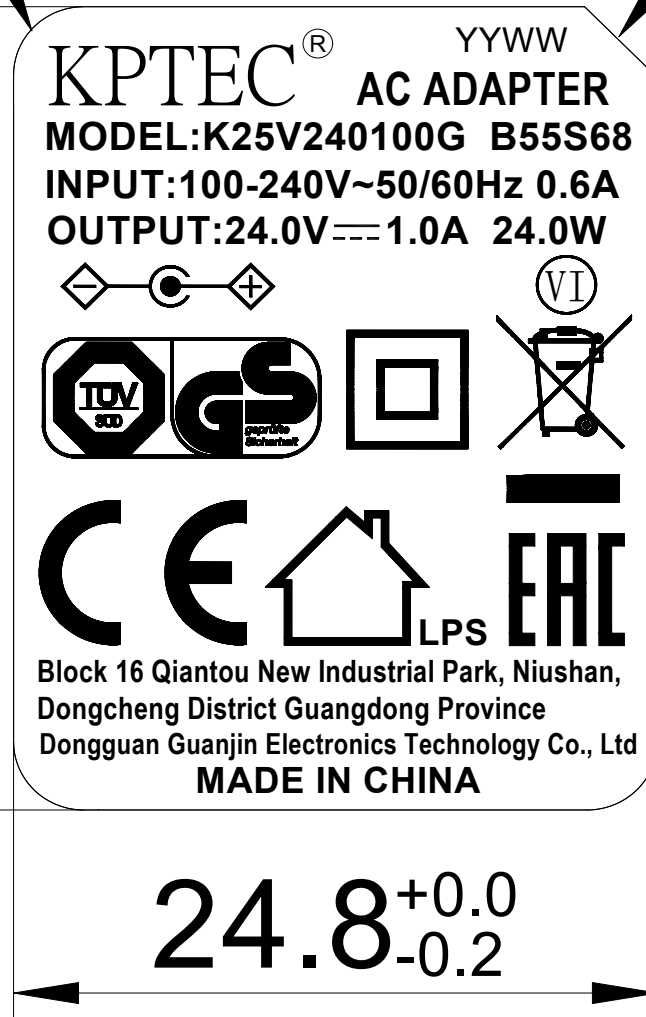 KPTEC® YYWW
AC ADAPTER
MODEL:K25V240100G B55S68
INPUT:100-240V~50/60Hz 0.6A
OUTPUT:24.0V⎓1.0A 24.0W
VI
TÜV
SÜD
GS
geprüfte
Sicherheit
CE
LPS
EAC
Block 16 Qiantou New Industrial Park, Niushan,
Dongcheng District Guangdong Province
Dongguan Guanjin Electronics Technology Co., Ltd
MADE IN CHINA
24.8+0.0
-0.2